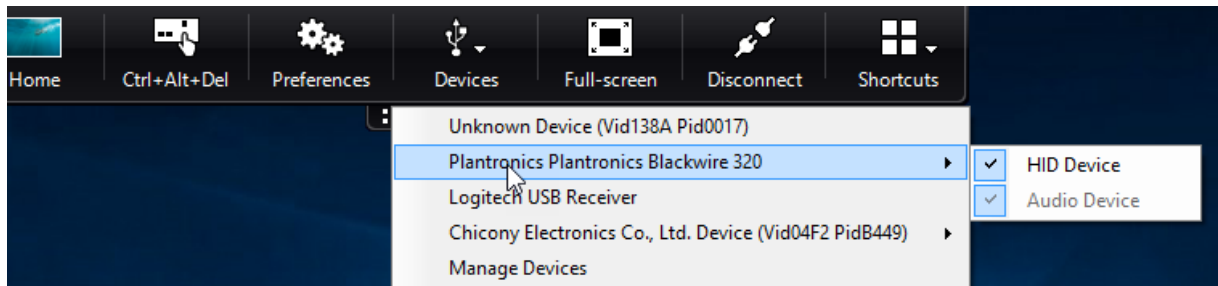 Home Ctrl+Alt+Del Preferences Devices Full-screen Disconnect Shortcuts
Unknown Device (Vid138A Pid0017)
Plantronics Plantronics Blackwire 320
HID Device
Logitech USB Receiver
Audio Device
Chicony Electronics Co., Ltd. Device (Vid04F2 PidB449)
Manage Devices